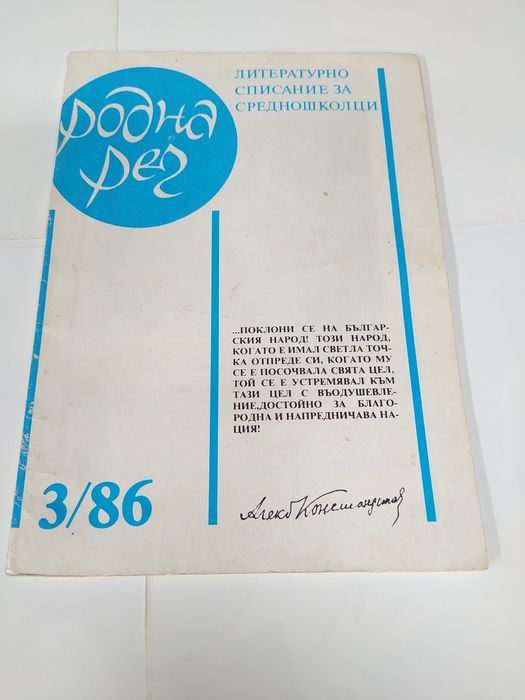 родна
реч
ЛИТЕРАТУРНО
СПИСАНИЕ ЗА
СРЕДНОШКОЛЦИ
...ПОКЛОНИ СЕ НА БЪЛГАР-
СКИЯ НАРОД! ТОЗИ НАРОД,
КОГАТО Е ИМАЛ СВЕТЛА ТОЧ-
КА ОТПРЕДЕ СИ, КОГАТО МУ
СЕ Е ПОСОЧВАЛА СВЯТА ЦЕЛ,
ТОЙ СЕ Е УСТРЕМЯВАЛ КЪМ
ТАЗИ ЦЕЛ С ВЪОДУШЕВЛЕ-
НИЕ,ДОСТОЙНО ЗА БЛАГО-
РОДНА И НАПРЕДНИЧАВА НА-
ЦИЯ!
Алеко Константинов
3/86